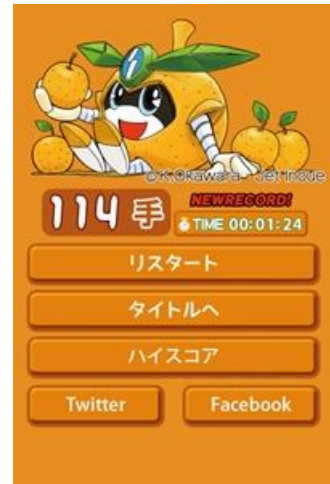 ©K.Okawara・Jet Inoue
114手
NEWRECORD!
TIME 00:01:24
リスタート
タイトルへ
ハイスコア
Twitter
Facebook